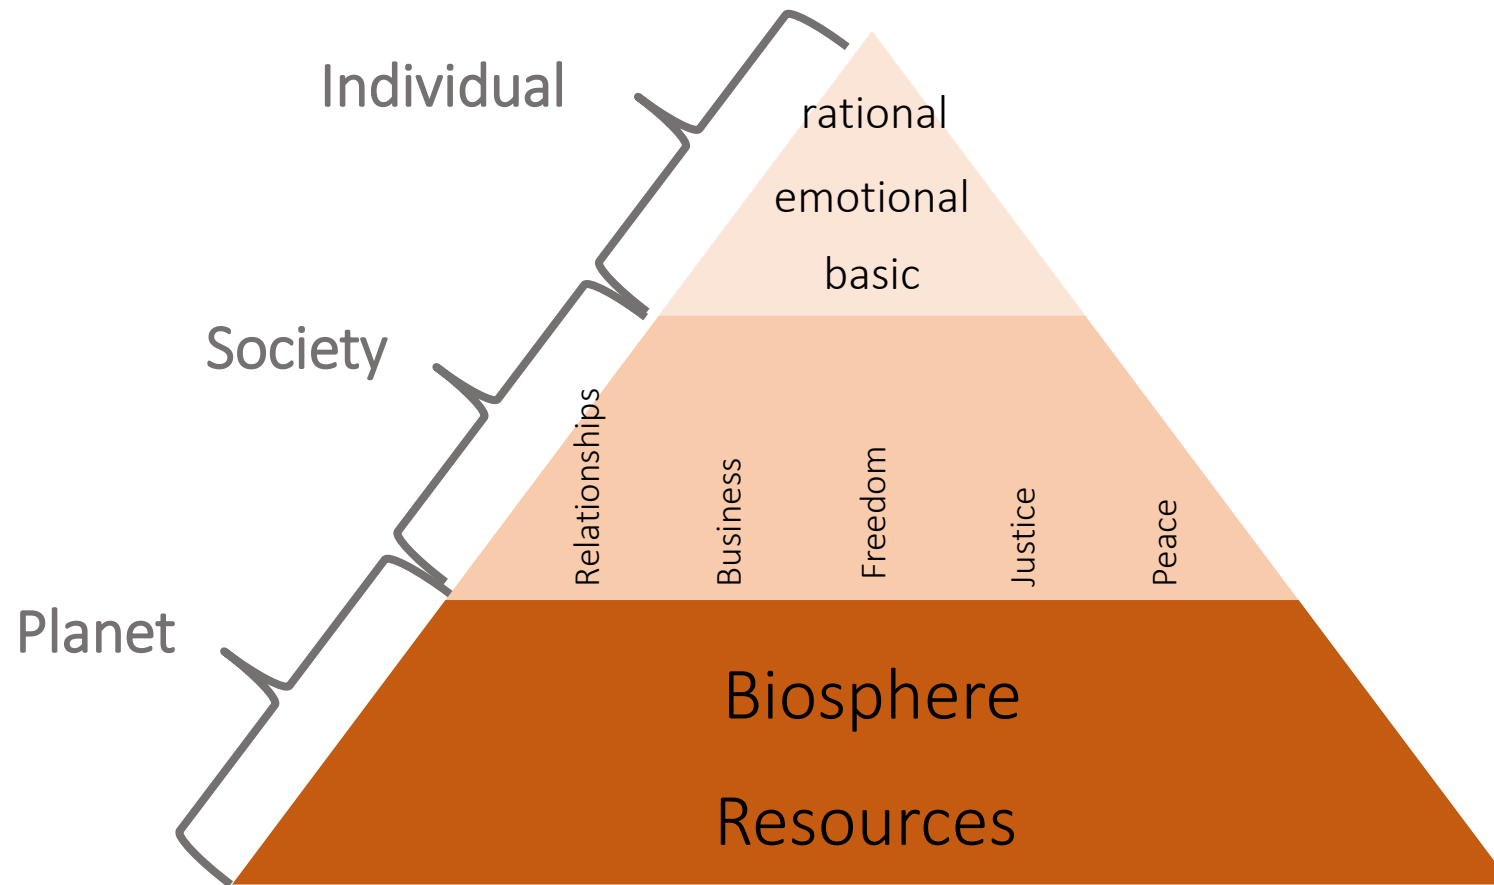 Individual
rational
emotional
basic
Society
Relationships
Business
Freedom
Justice
Peace
Planet
Biosphere
Resources